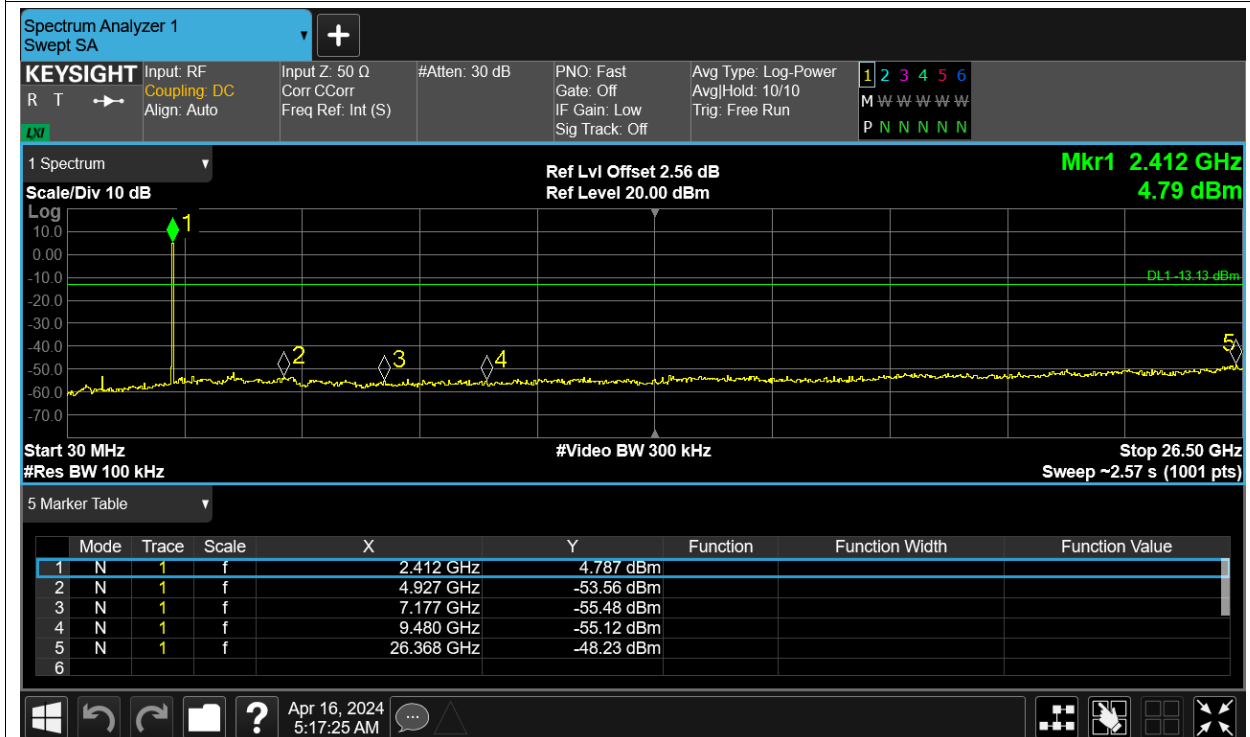 Spectrum Analyzer 1
Swept SA
+
KEYSIGHT Input: RF Input Z: 50 Ω #Atten: 30 dB PNO: Fast Avg Type: Log-Power 1 2 3 4 5 6
R T Coupling: DC Corr CCorr Gate: Off Avg|Hold: 10/10 M W W W W W
Align: Auto Freq Ref: Int (S) IF Gain: Low Trig: Free Run P N N N N N
LXI Sig Track: Off
1 Spectrum Ref Lvl Offset 2.56 dB Mkr1 2.412 GHz
Scale/Div 10 dB Ref Level 20.00 dBm 4.79 dBm
Log
10.0 1
0.00
-10.0 DL1 -13.13 dBm
-20.0
-30.0
-40.0 2 3 4 5
-50.0
-60.0
-70.0
Start 30 MHz #Video BW 300 kHz Stop 26.50 GHz
#Res BW 100 kHz Sweep ~2.57 s (1001 pts)
5 Marker Table
Mode Trace Scale X Y Function Function Width Function Value
1 N 1 f 2.412 GHz 4.787 dBm
2 N 1 f 4.927 GHz -53.56 dBm
3 N 1 f 7.177 GHz -55.48 dBm
4 N 1 f 9.480 GHz -55.12 dBm
5 N 1 f 26.368 GHz -48.23 dBm
6
? Apr 16, 2024
5:17:25 AM